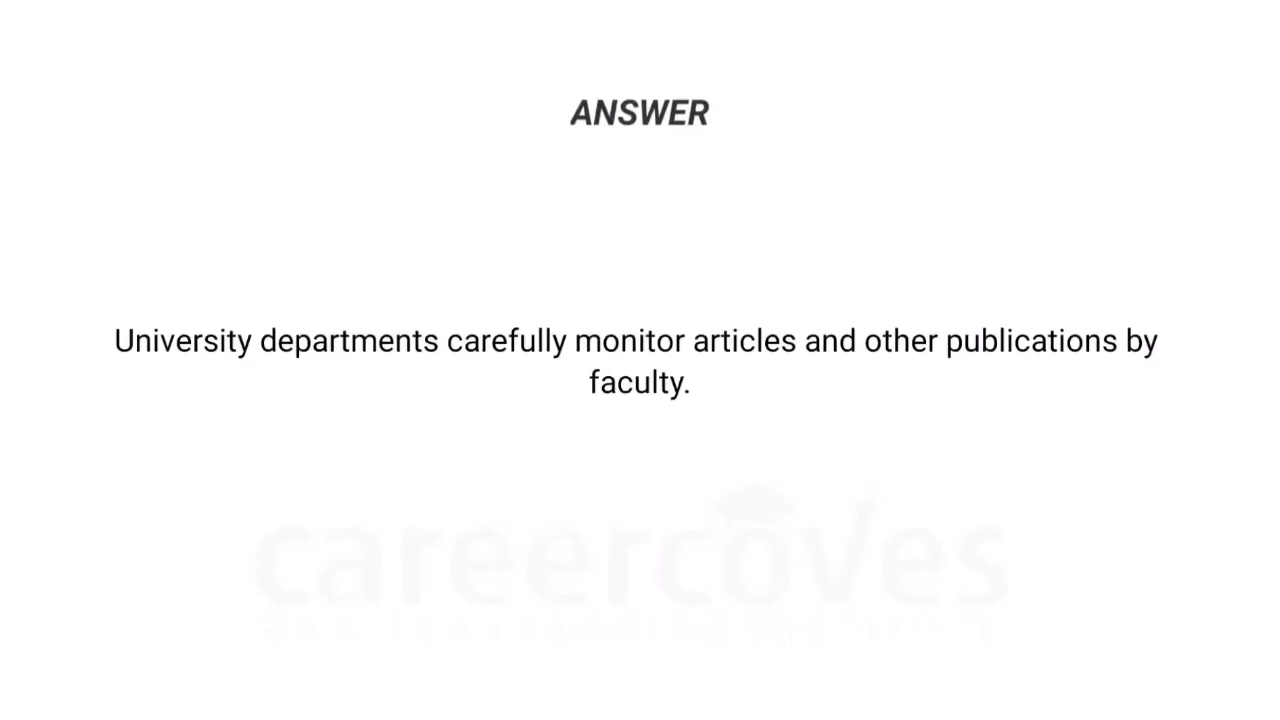 ANSWER
University departments carefully monitor articles and other publications by
faculty.
careercoves